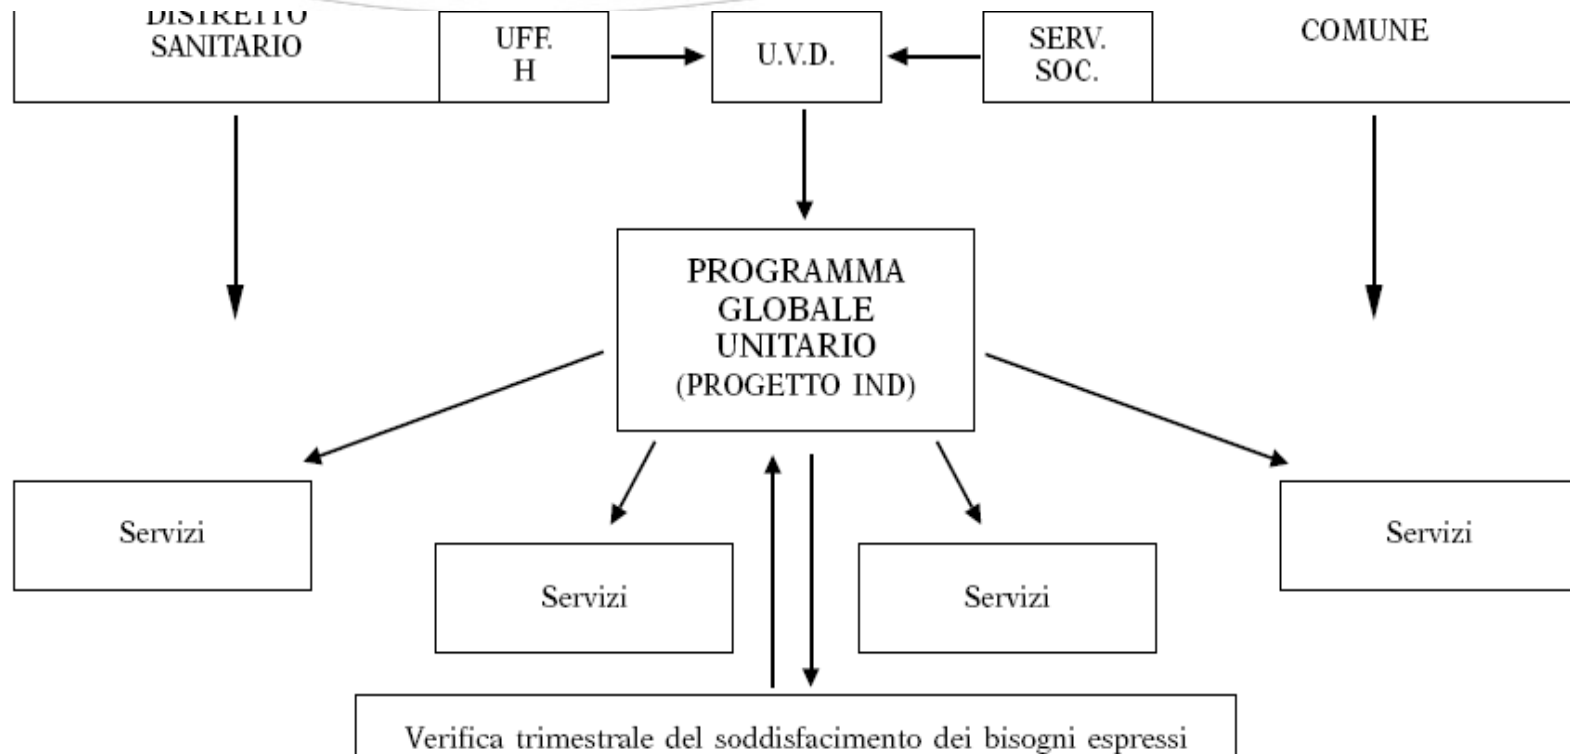 DISTRETTO
SANITARIO
UFF.
H
U.V.D.
SERV.
SOC.
COMUNE
PROGRAMMA
GLOBALE
UNITARIO
(PROGETTO IND)
Servizi
Servizi
Servizi
Servizi
Verifica trimestrale del soddisfacimento dei bisogni espressi